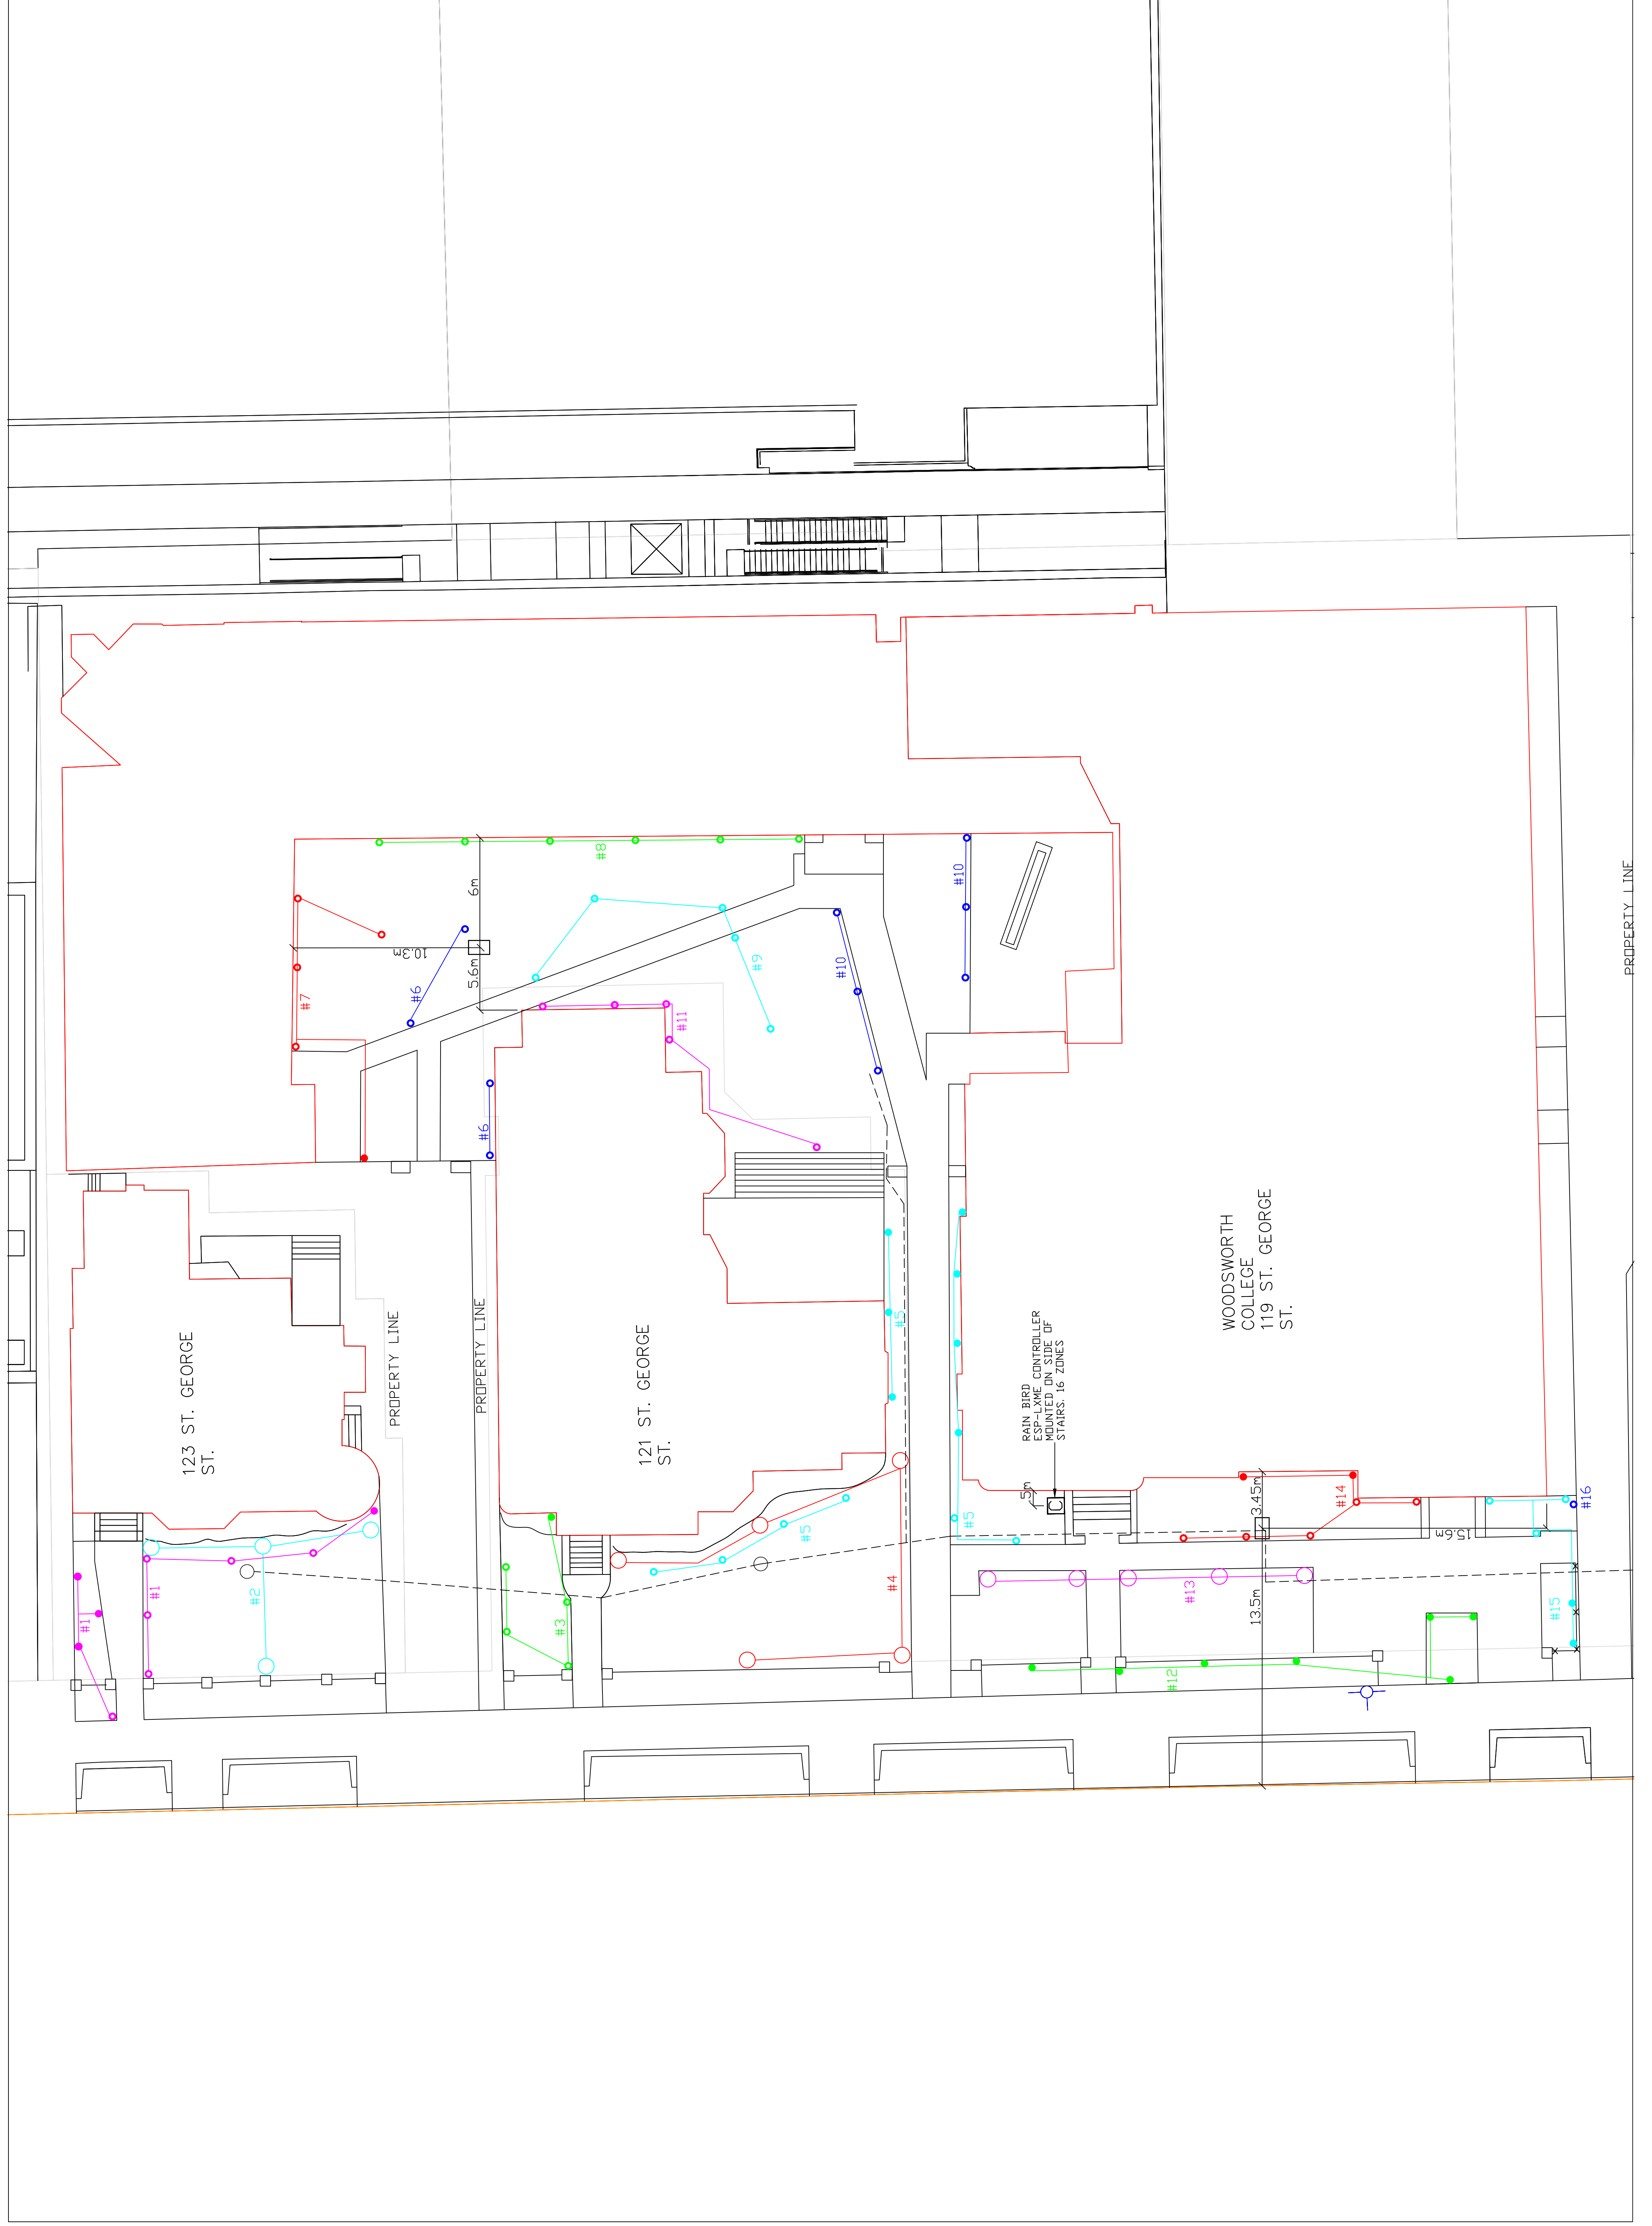 #8
6m
#10
10.3m
5.6m
#7
#6
#9
#10
#11
#6
PROPERTY LINE
123 ST. GEORGE
ST.
PROPERTY LINE
PROPERTY LINE
121 ST. GEORGE
ST.
WOODSWORTH
COLLEGE
119 ST. GEORGE
ST.
RAIN BIRD
ESP-LXME CONTROLLER
MOUNTED ON SIDE OF
STAIRS. 16 ZONES
#5
.5m
C
3.45m
#14
#16
15.6m
#5
#5
#1
#1
#2
#3
#4
#13
13.5m
#15
#12